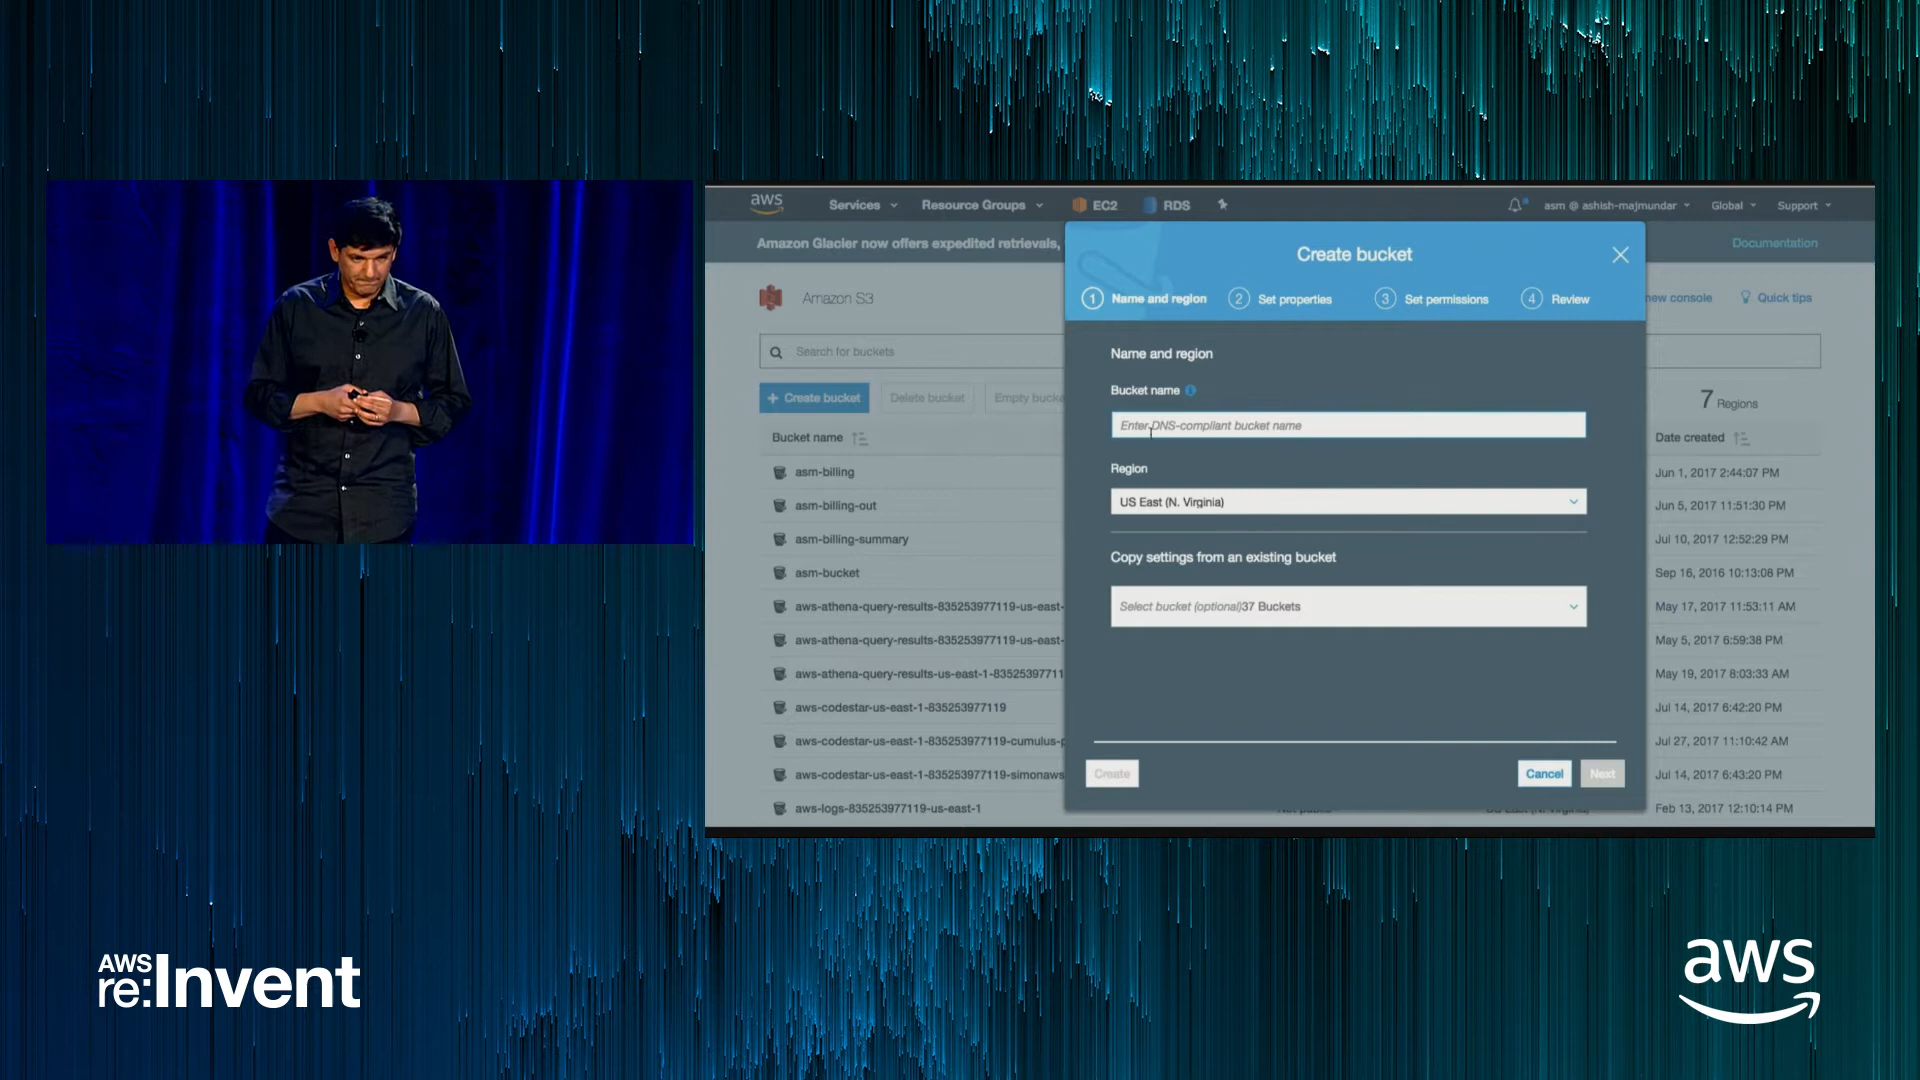 aws
Services
Resource Groups
EC2
RDS
asm @ ashish-majmundar
Global
Support
Amazon Glacier now offers expedited retrievals,
Documentation
Amazon S3
new console
Quick tips
Search for buckets
Create bucket
Delete bucket
Empty bucke
7 Regions
Bucket name
Date created
asm-billing
Jun 1, 2017 2:44:07 PM
asm-billing-out
Jun 5, 2017 11:51:30 PM
asm-billing-summary
Jul 10, 2017 12:52:29 PM
asm-bucket
Sep 16, 2016 10:13:08 PM
aws-athena-query-results-835253977119-us-east-
May 17, 2017 11:53:11 AM
aws-athena-query-results-835253977119-us-east-
May 5, 2017 6:59:38 PM
aws-athena-query-results-us-east-1-83525397711
May 19, 2017 8:03:33 AM
aws-codestar-us-east-1-835253977119
Jul 14, 2017 6:42:20 PM
aws-codestar-us-east-1-835253977119-cumulus-p
Jul 27, 2017 11:10:42 AM
aws-codestar-us-east-1-835253977119-simonaws
Jul 14, 2017 6:43:20 PM
aws-logs-835253977119-us-east-1
Feb 13, 2017 12:10:14 PM
Create bucket
1 Name and region
2 Set properties
3 Set permissions
4 Review
Name and region
Bucket name
Enter DNS-compliant bucket name
Region
US East (N. Virginia)
Copy settings from an existing bucket
Select bucket (optional)37 Buckets
Create
Cancel
Next
AWS
re:Invent
aws